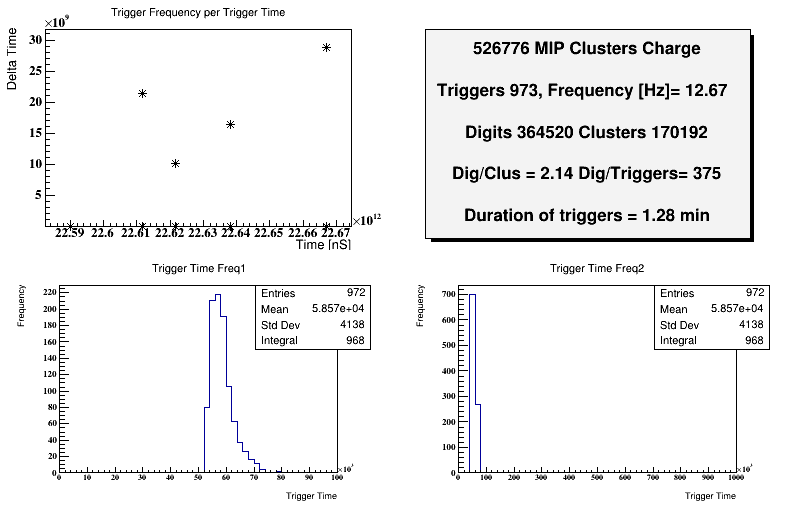 Trigger Frequency per Trigger Time
×10⁹
Delta Time
30
25
20
15
10
5
22.59 22.6 22.61 22.62 22.63 22.64 22.65 22.66 22.67
×10¹²
Time [nS]
526776 MIP Clusters Charge
Triggers 973, Frequency [Hz]= 12.67
Digits 364520 Clusters 170192
Dig/Clus = 2.14 Dig/Triggers= 375
Duration of triggers = 1.28 min
Trigger Time Freq1
Frequency
220
200
180
160
140
120
100
80
60
40
20
0
0 10 20 30 40 50 60 70 80 90 100
×10³
Trigger Time
Entries 972
Mean 5.857e+04
Std Dev 4138
Integral 968
Trigger Time Freq2
Frequency
700
600
500
400
300
200
100
0
0 100 200 300 400 500 600 700 800 900 1000
×10³
Trigger Time
Entries 972
Mean 5.857e+04
Std Dev 4138
Integral 968